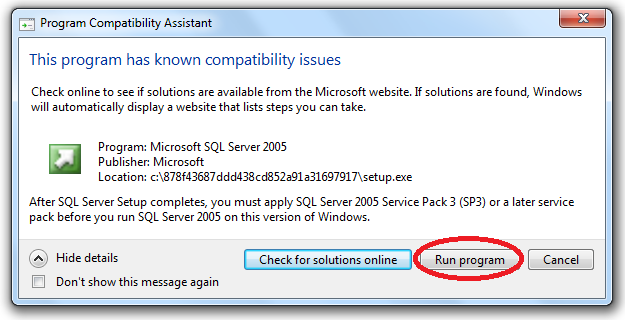 Program Compatibility Assistant
This program has known compatibility issues
Check online to see if solutions are available from the Microsoft website. If solutions are found, Windows
will automatically display a website that lists steps you can take.
Program: Microsoft SQL Server 2005
Publisher: Microsoft
Location: c:\878f43687ddd438cd852a91a31697917\setup.exe
After SQL Server Setup completes, you must apply SQL Server 2005 Service Pack 3 (SP3) or a later service
pack before you run SQL Server 2005 on this version of Windows.
Hide details
Check for solutions online
Run program
Cancel
Don't show this message again